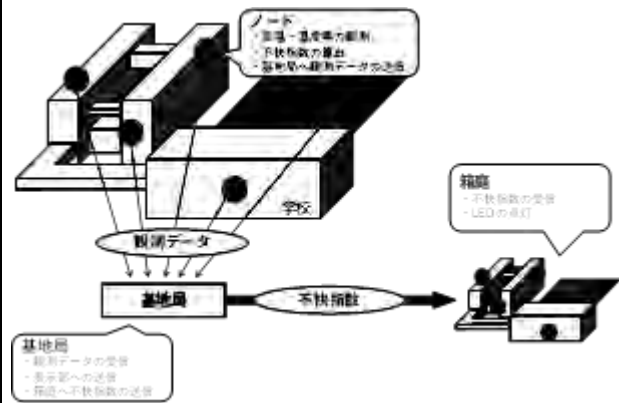 ノード
・気温・湿度等の観測
・不快指数の算出
・基地局へ観測データの送信
学校
箱庭
・不快指数の受信
・LEDの点灯
観測データ
基地局
不快指数
基地局
・観測データの受信
・表示部への送信
・箱庭へ不快指数の送信